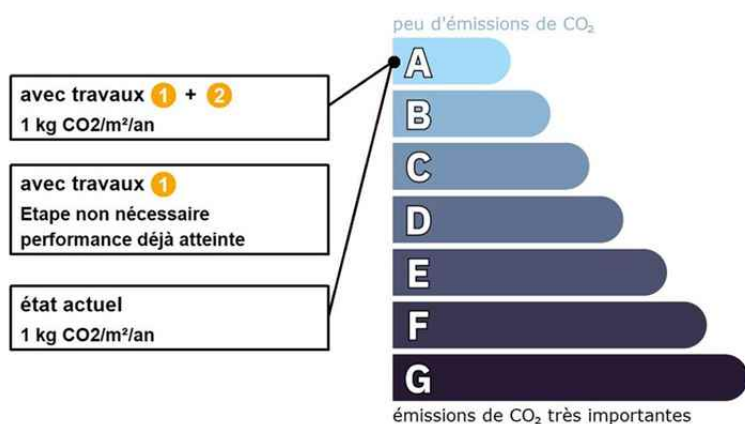 peu d'émissions de CO₂
avec travaux 1 + 2
1 kg CO2/m²/an
avec travaux 1
Etape non nécessaire
performance déjà atteinte
état actuel
1 kg CO2/m²/an
A
B
C
D
E
F
G
émissions de CO₂ très importantes